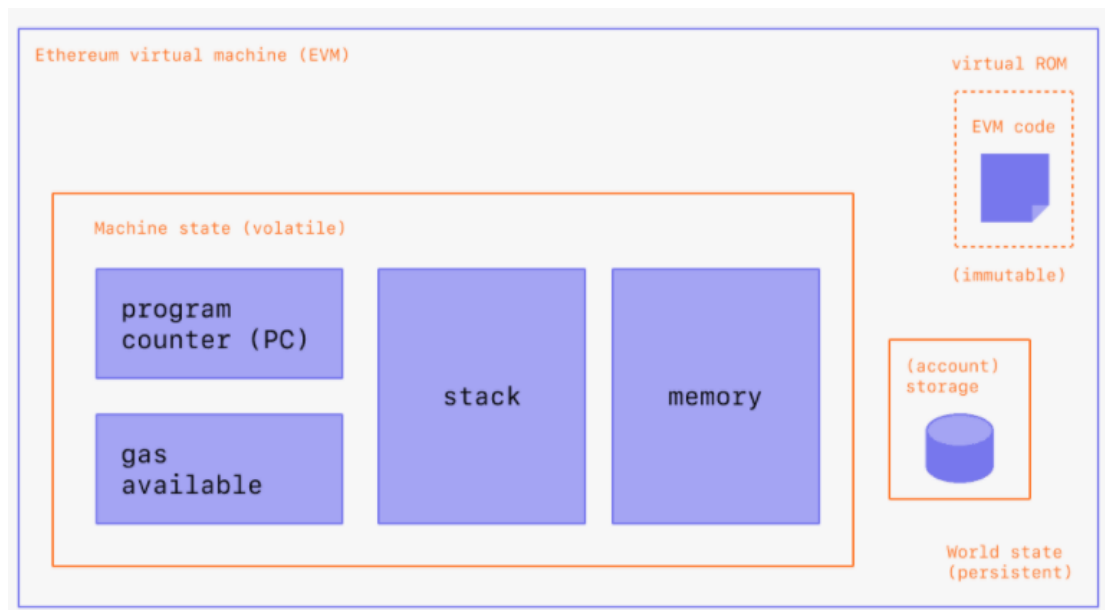 Ethereum virtual machine (EVM)
virtual ROM
EVM code
(immutable)
Machine state (volatile)
program
counter (PC)
gas
available
stack
memory
(account)
storage
World state
(persistent)